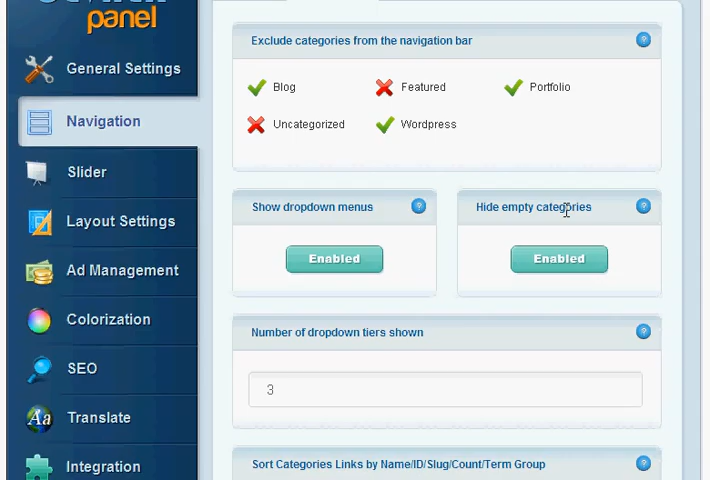 panel
General Settings
Navigation
Slider
Layout Settings
Ad Management
Colorization
SEO
Aa Translate
Integration
Exclude categories from the navigation bar ?
Blog Featured Portfolio
Uncategorized Wordpress
Show dropdown menus ?
Enabled
Hide empty categories ?
Enabled
Number of dropdown tiers shown ?
3
Sort Categories Links by Name/ID/Slug/Count/Term Group ?